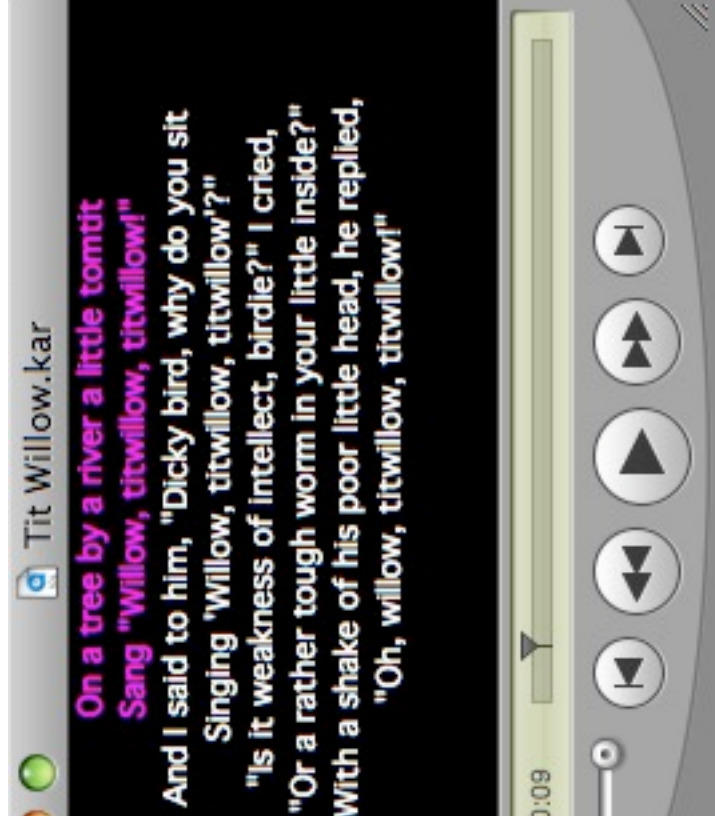 Tit Willow.kar
On a tree by a river a little tomtit
Sang "Willow, titwillow, titwillow!"
And I said to him, "Dicky bird, why do you sit
Singing 'Willow, titwillow, titwillow'?"
"Is it weakness of intellect, birdie?" I cried,
"Or a rather tough worm in your little inside?"
With a shake of his poor little head, he replied,
"Oh, willow, titwillow, titwillow!"
0:09